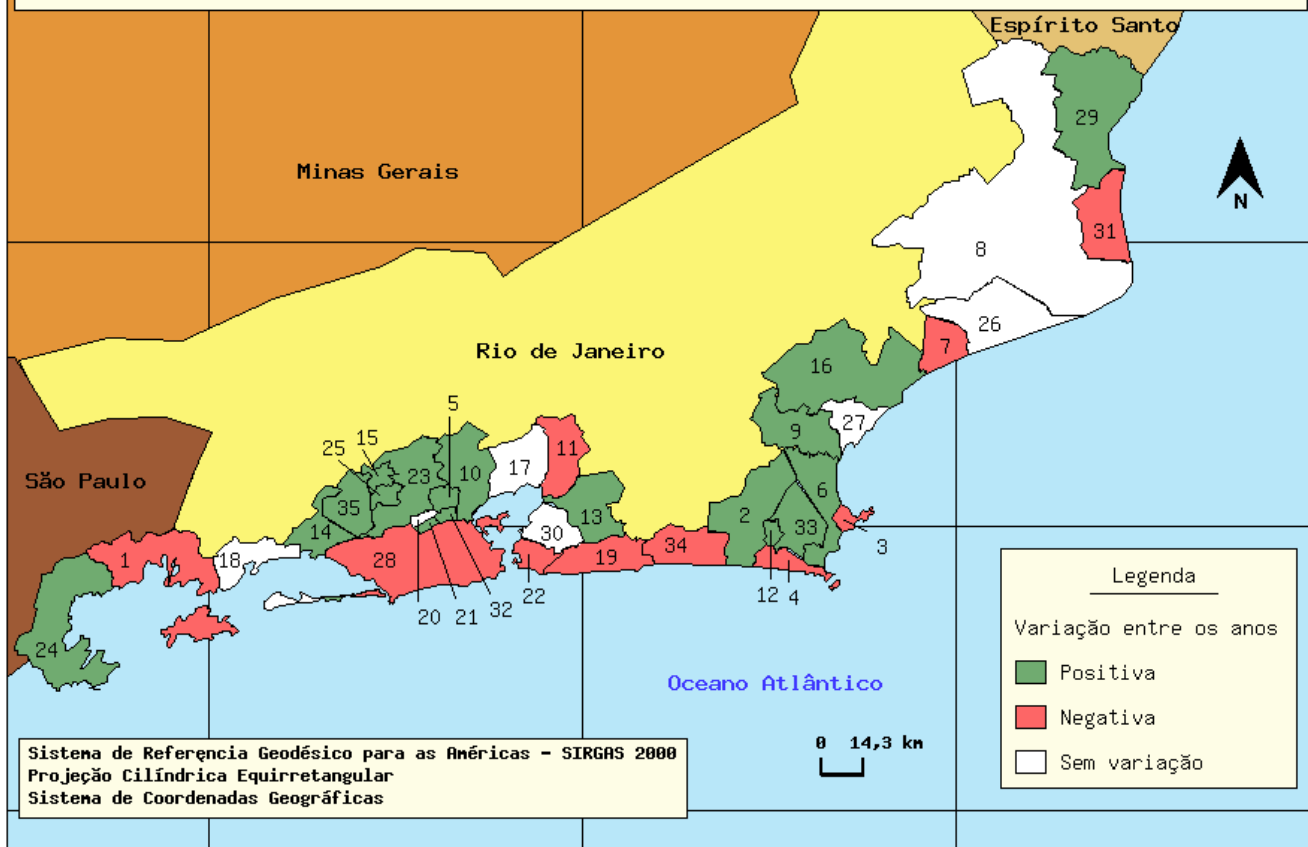 Espírito Santo
29
Minas Gerais
N
31
8
26
Rio de Janeiro
7
16
5
27
15
9
25
11
17
São Paulo
23
10
6
35
2
13
14
33
30
3
1
18
28
19
34
22
12
4
20
21
32
24
Legenda
Variação entre os anos
Positiva
Negativa
Sem variação
Oceano Atlântico
0 14,3 km
Sistema de Referençia Geodésico para as Américas - SIRGAS 2000
Projeção Cilíndrica Equirretangular
Sistema de Coordenadas Geográficas